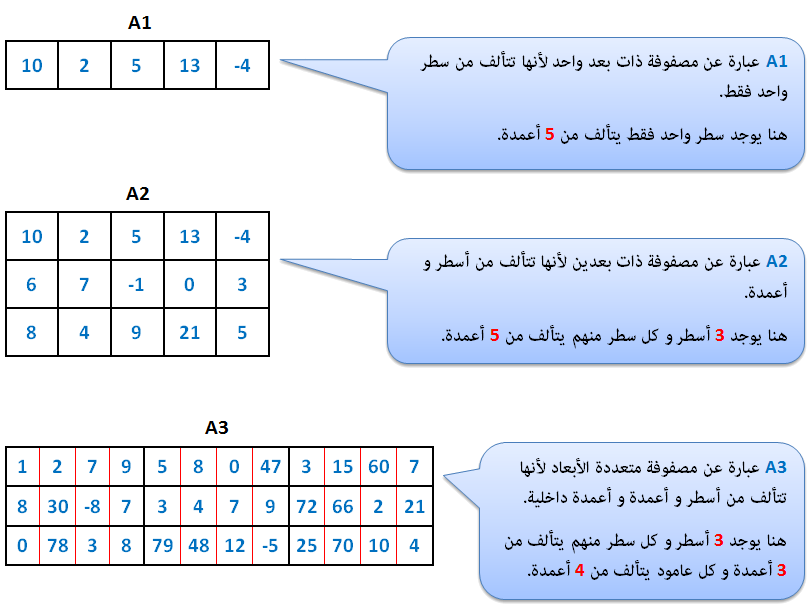 A1
10 2 5 13 -4
A1 عبارة عن مصفوفة ذات بعد واحد لأنها تتألف من سطر
واحد فقط.
هنا يوجد سطر واحد فقط يتألف من 5 أعمدة.
A2
10 2 5 13 -4
6 7 -1 0 3
8 4 9 21 5
A2 عبارة عن مصفوفة ذات بعدين لأنها تتألف من أسطر و
أعمدة.
هنا يوجد 3 أسطر و كل سطر منهم يتألف من 5 أعمدة.
A3
1 2 7 9 5 8 0 47 3 15 60 7
8 30 -8 7 3 4 7 9 72 66 2 21
0 78 3 8 79 48 12 -5 25 70 10 4
A3 عبارة عن مصفوفة متعددة الأبعاد لأنها
تتألف من أسطر و أعمدة و أعمدة داخلية.
هنا يوجد 3 أسطر و كل سطر منهم يتألف من
3 أعمدة و كل عامود يتألف من 4 أعمدة.